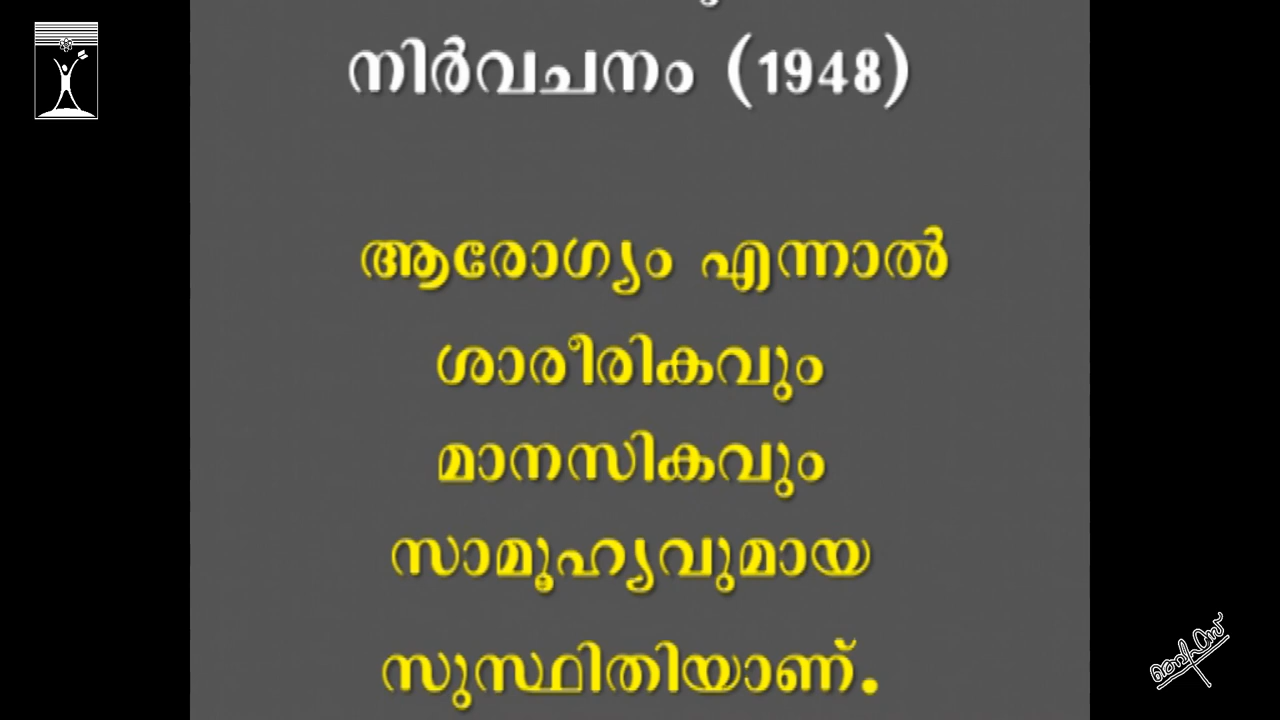 നിർവചനം (1948)
ആരോഗ്യം എന്നാൽ
ശാരീരികവും
മാനസികവും
സാമൂഹ്യവുമായ
സുസ്ഥിതിയാണ്.